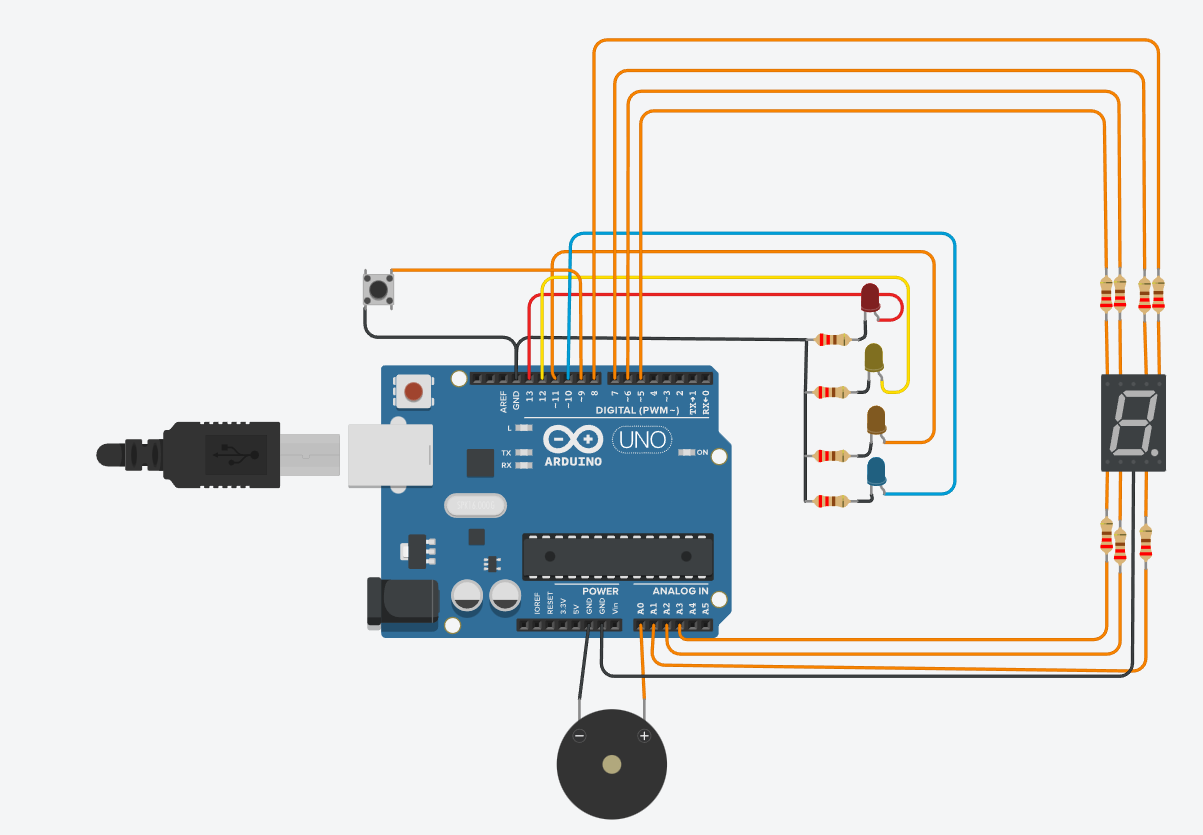 AREF
GND
13
12
~11
~10
~9
8
7
~6
~5
4
~3
2
TX→1
RX←0
DIGITAL (PWM~)
L
TX
RX
ARDUINO
UNO
ON
POWER
ANALOG IN
IOREF
RESET
3.3V
5V
GND
GND
Vin
A0
A1
A2
A3
A4
A5